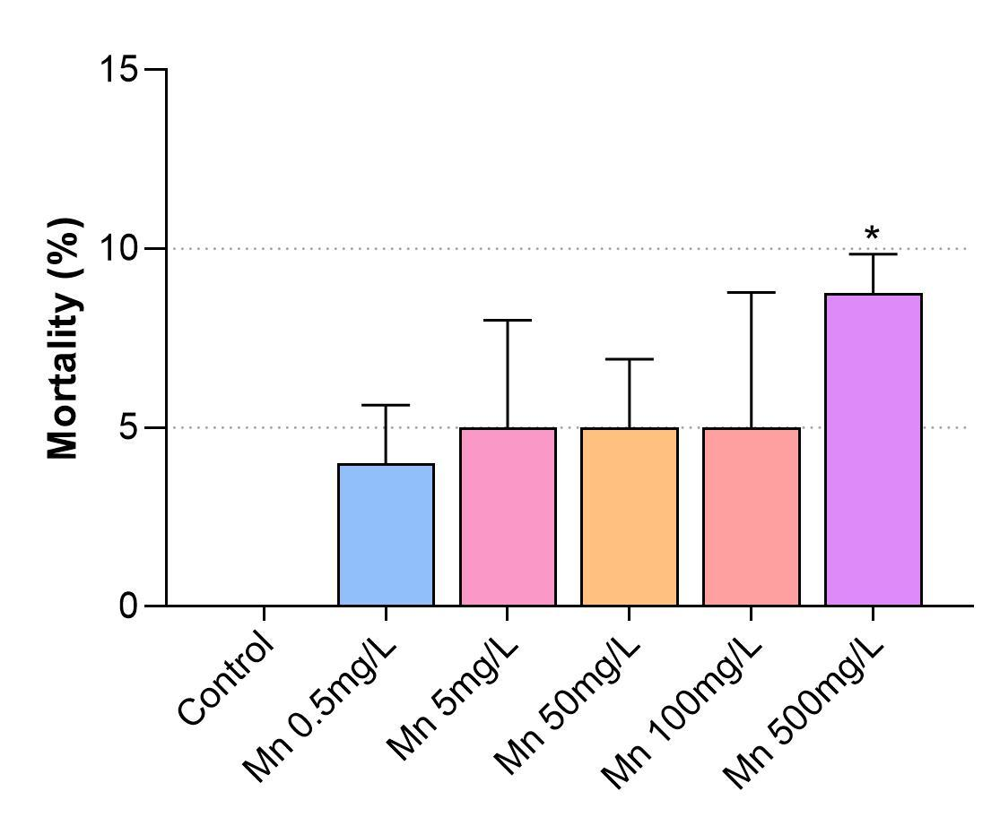 15
10
5
0
Mortality (%)
*
Control
Mn 0.5mg/L
Mn 5mg/L
Mn 50mg/L
Mn 100mg/L
Mn 500mg/L